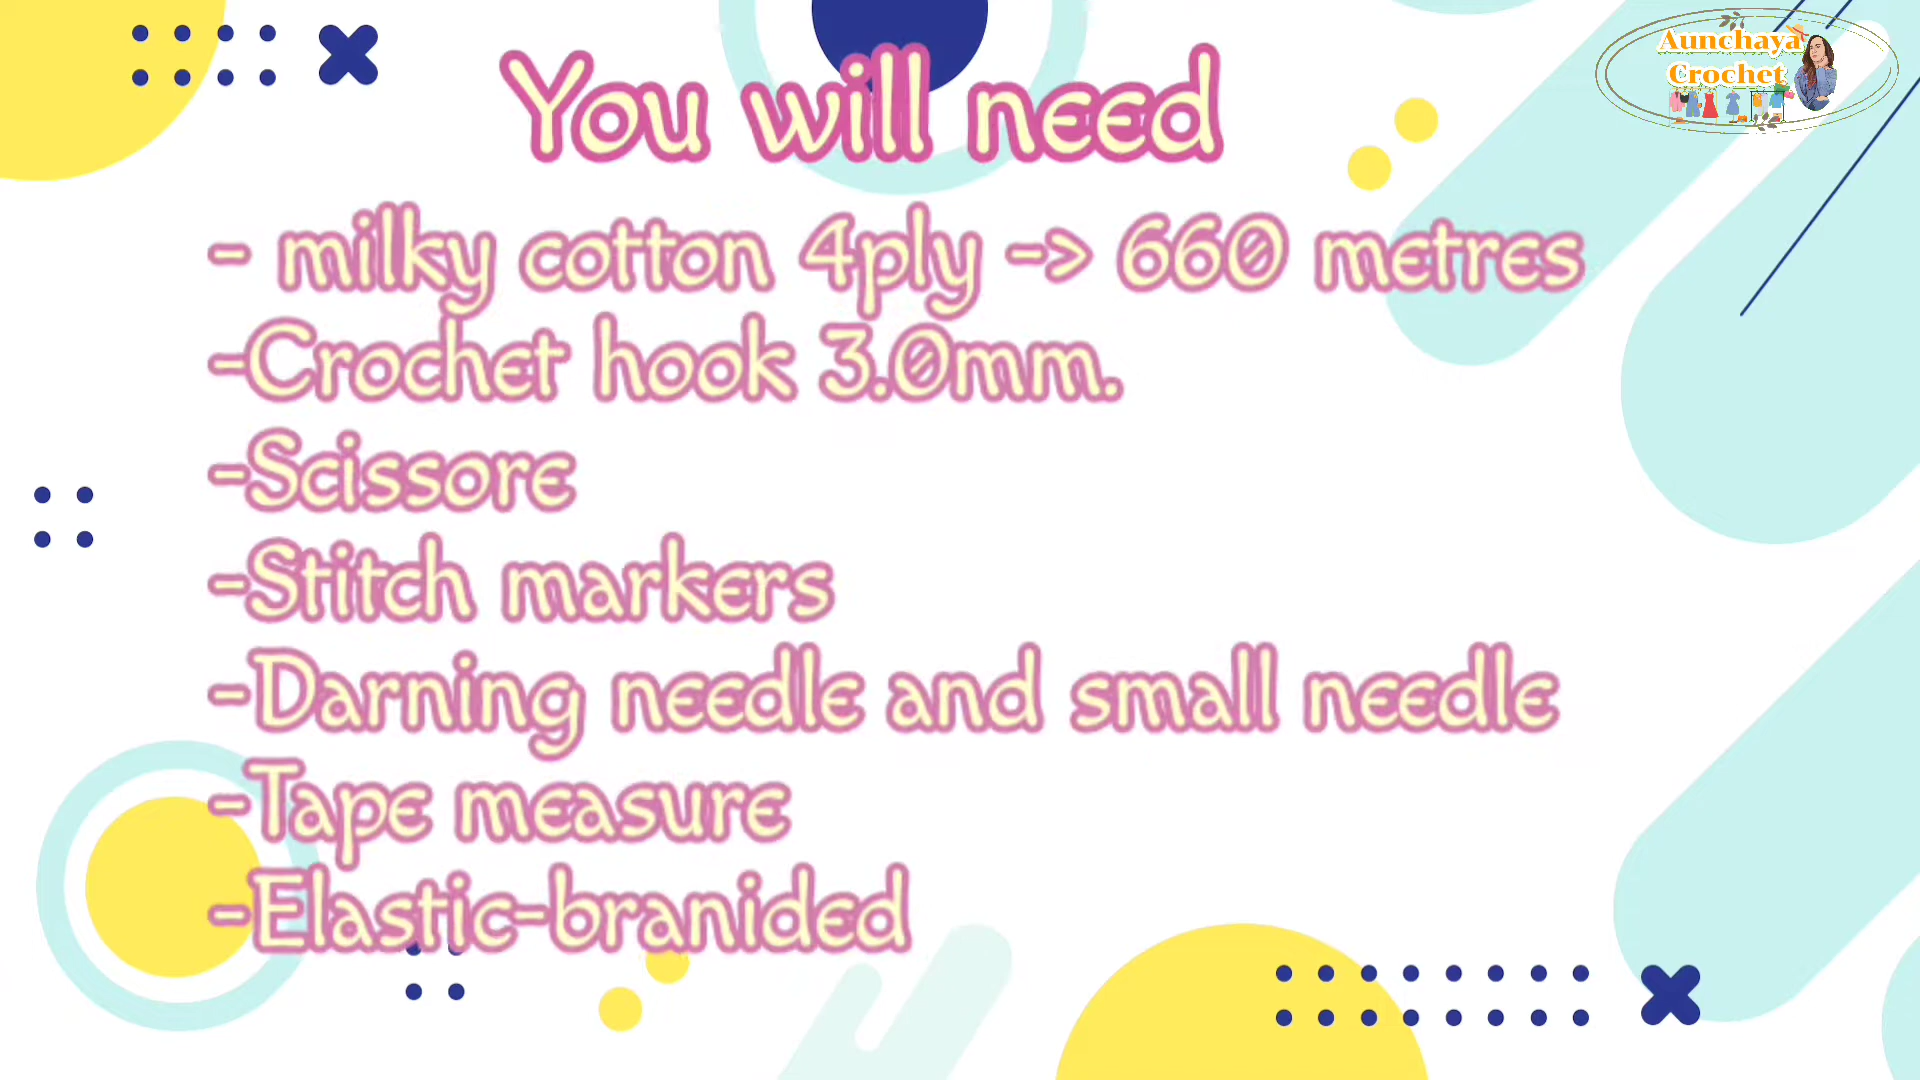 Aunchaya
Crochet
You will need
- milky cotton 4ply -> 660 metres
-Crochet hook 3.0mm.
-Scissore
-Stitch markers
-Darning needle and small needle
-Tape measure
-Elastic-branided